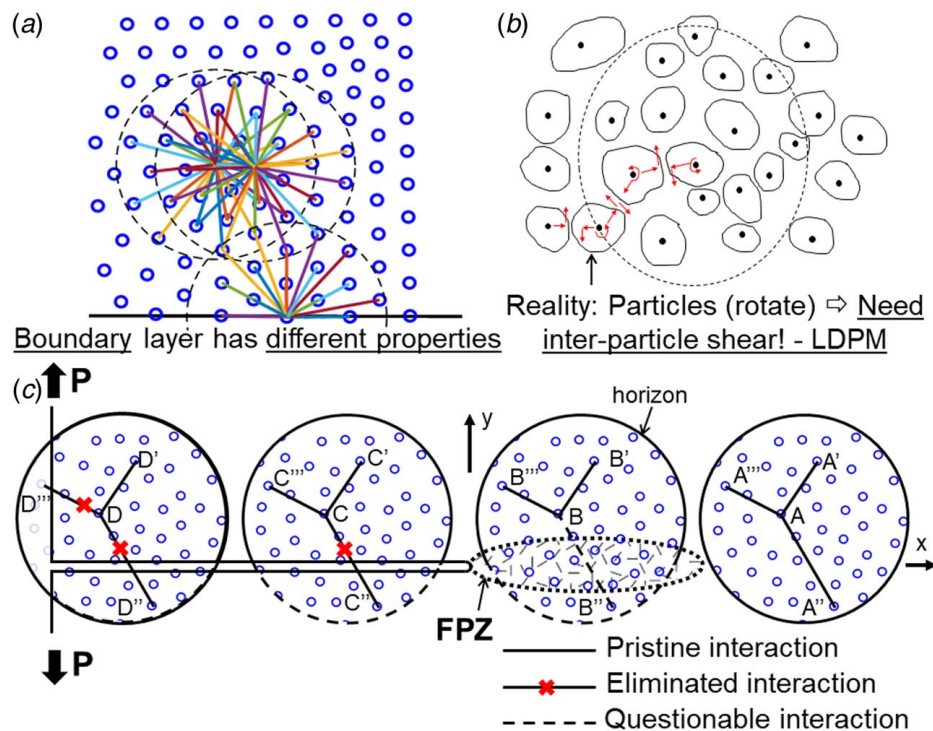 (a)
Boundary layer has different properties
(b)
Reality: Particles (rotate) ⇨ Need
inter-particle shear! - LDPM
(c)
P
y
horizon
D'
D'''
D
D''
C'
C'''
C
C''
B'
B'''
B
B''
A'
A'''
A
A''
x
FPZ
P
Pristine interaction
Eliminated interaction
Questionable interaction